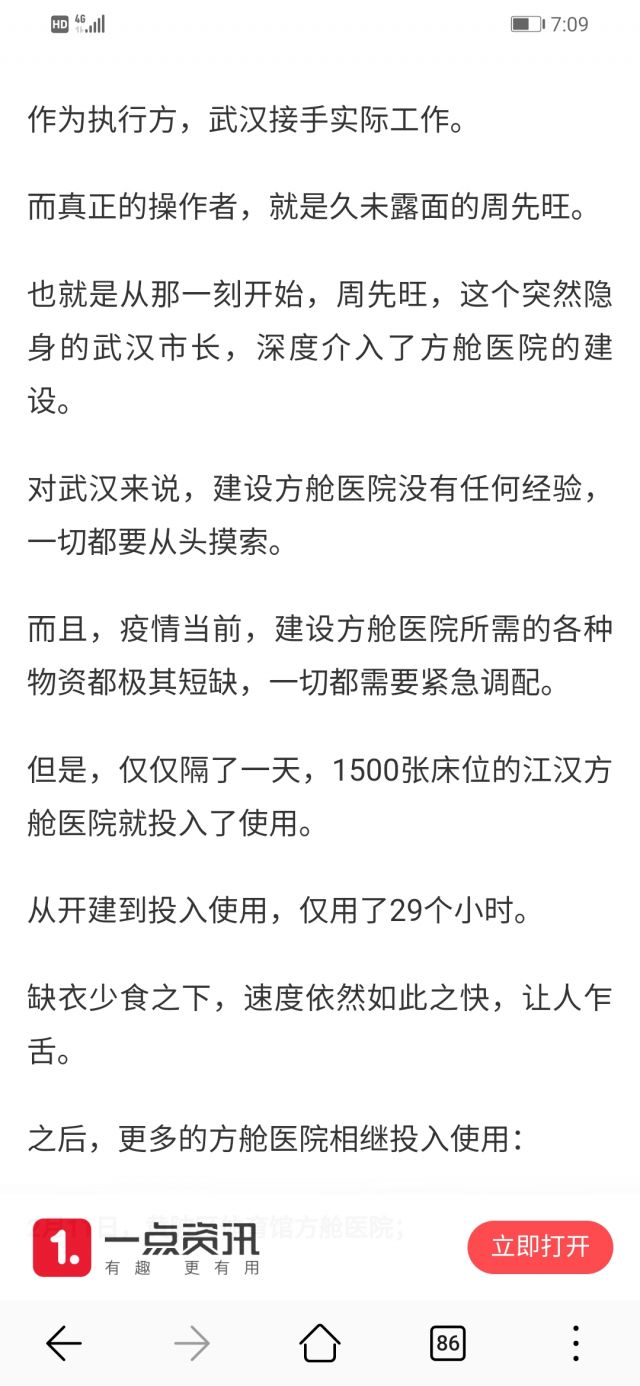 HD 4G 7:09
作为执行方，武汉接手实际工作。
而真正的操作者，就是久未露面的周先旺。
也就是从那一刻开始，周先旺，这个突然隐
身的武汉市长，深度介入了方舱医院的建
设。
对武汉来说，建设方舱医院没有任何经验，
一切都要从头摸索。
而且，疫情当前，建设方舱医院所需的各种
物资都极其短缺，一切都需要紧急调配。
但是，仅仅隔了一天，1500张床位的江汉方
舱医院就投入了使用。
从开建到投入使用，仅用了29个小时。
缺衣少食之下，速度依然如此之快，让人乍
舌。
之后，更多的方舱医院相继投入使用：
馆方舱医院；
1.
一点资讯
有趣 更有用
立即打开
86